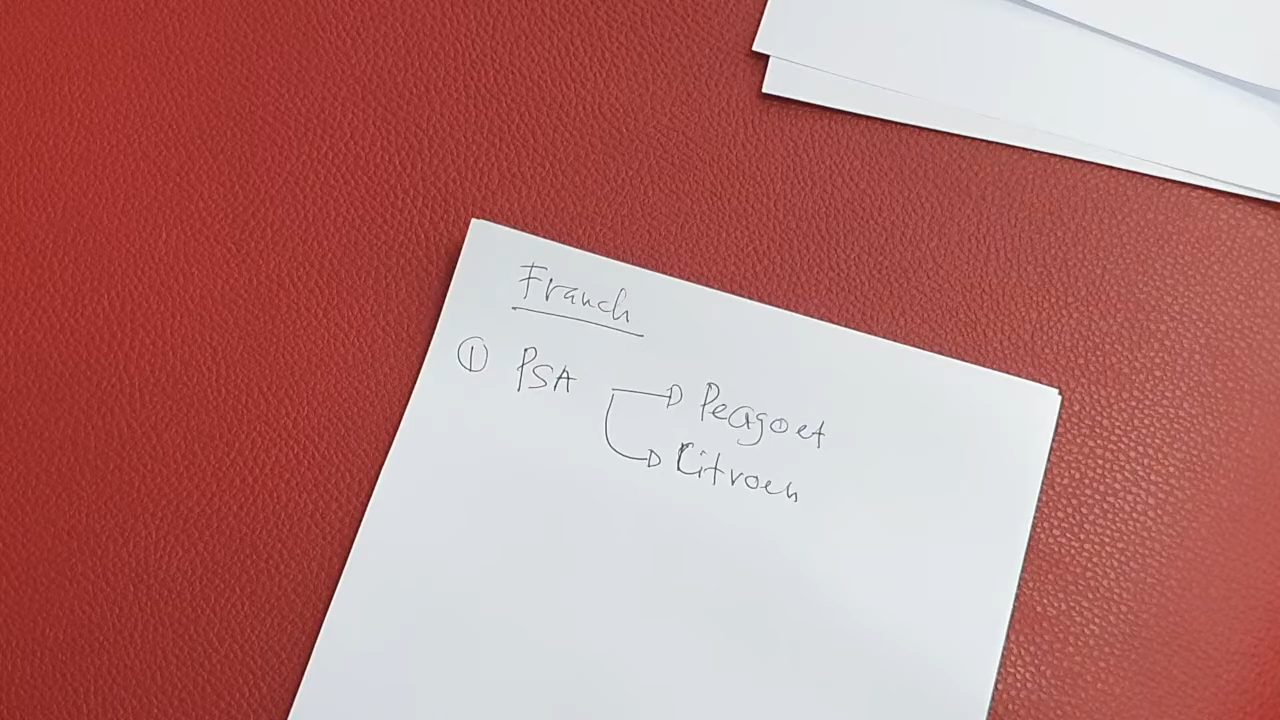 Franch
① PSA → Peagoet
→ Citroen